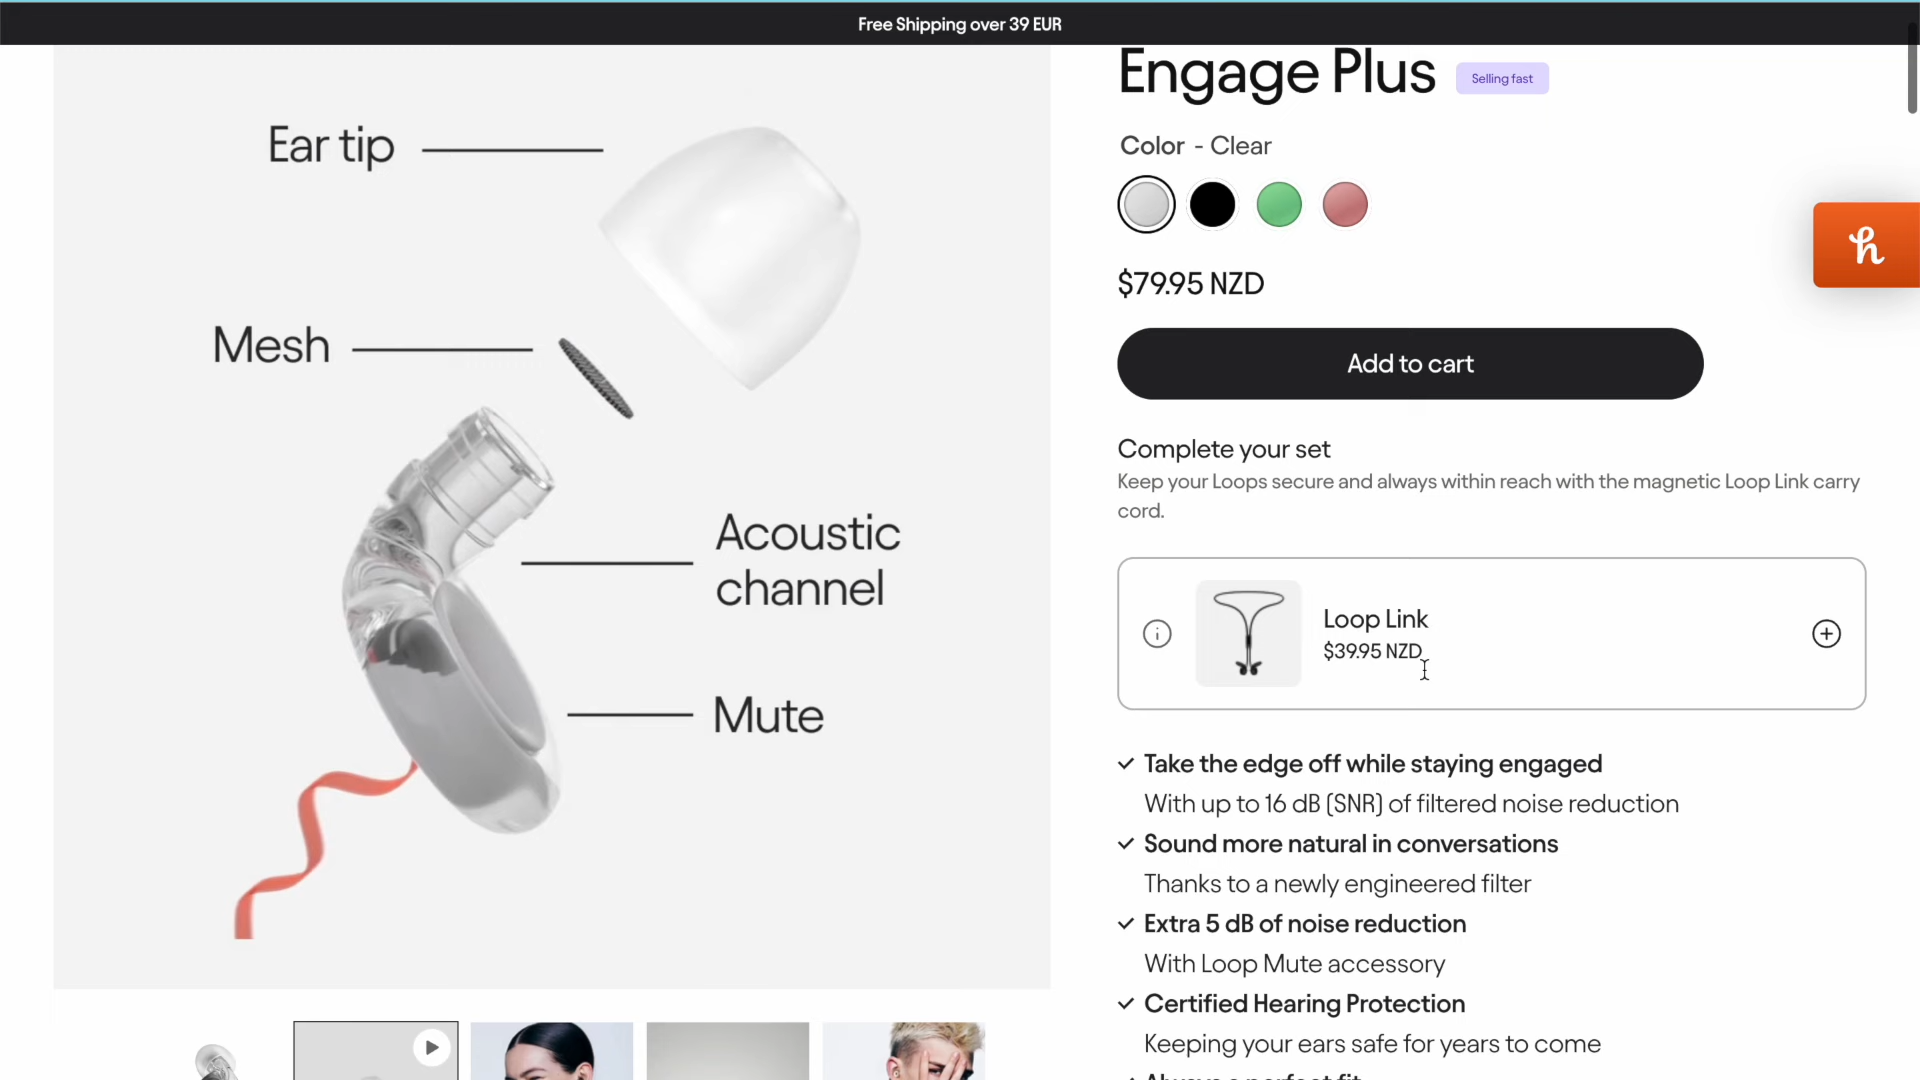 Free Shipping over 39 EUR
Engage Plus
Selling fast
Color - Clear
$79.95 NZD
Add to cart
Complete your set
Keep your Loops secure and always within reach with the magnetic Loop Link carry
cord.
Loop Link
$39.95 NZD
✓ Take the edge off while staying engaged
With up to 16 dB (SNR) of filtered noise reduction
✓ Sound more natural in conversations
Thanks to a newly engineered filter
✓ Extra 5 dB of noise reduction
With Loop Mute accessory
✓ Certified Hearing Protection
Keeping your ears safe for years to come
Always a perfect fit
Ear tip
Mesh
Acoustic
channel
Mute
h